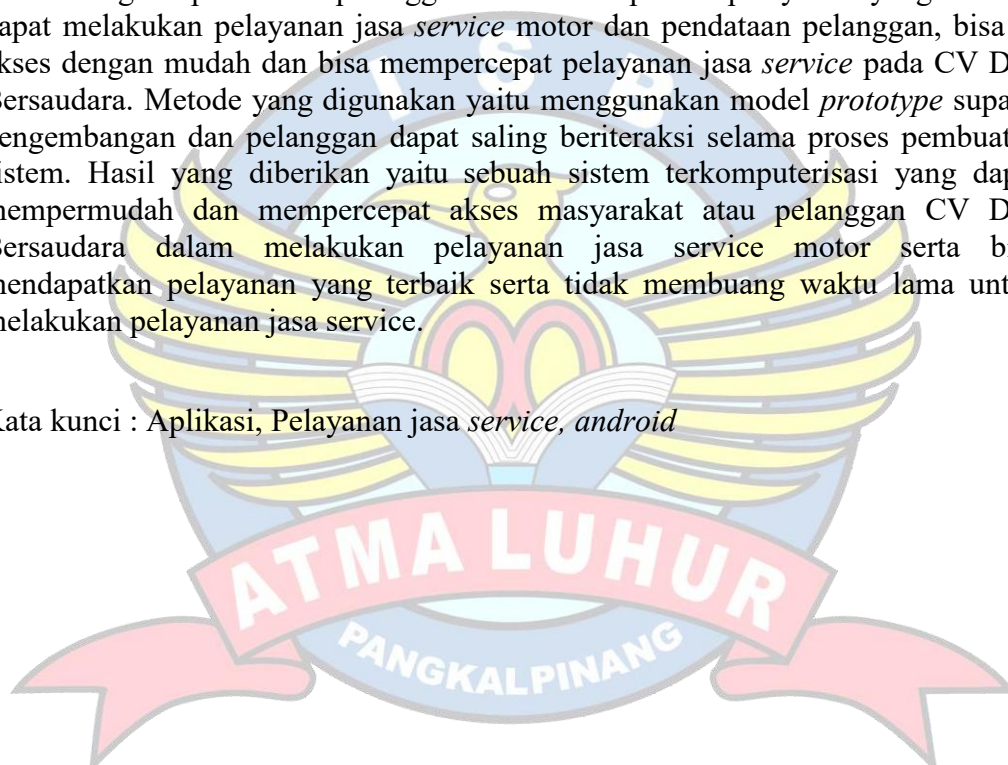 dapat melakukan pelayanan jasa service motor dan pendataan pelanggan, bisa
akses dengan mudah dan bisa mempercepat pelayanan jasa service pada CV D
Bersaudara. Metode yang digunakan yaitu menggunakan model prototype supa
pengembangan dan pelanggan dapat saling beriteraksi selama proses pembuat
sistem. Hasil yang diberikan yaitu sebuah sistem terkomputerisasi yang dap
mempermudah dan mempercepat akses masyarakat atau pelanggan CV D
Bersaudara dalam melakukan pelayanan jasa service motor serta b
mendapatkan pelayanan yang terbaik serta tidak membuang waktu lama unt
melakukan pelayanan jasa service.
Kata kunci : Aplikasi, Pelayanan jasa service, android
I S B
ATMA LUHUR
PANGKALPINANG